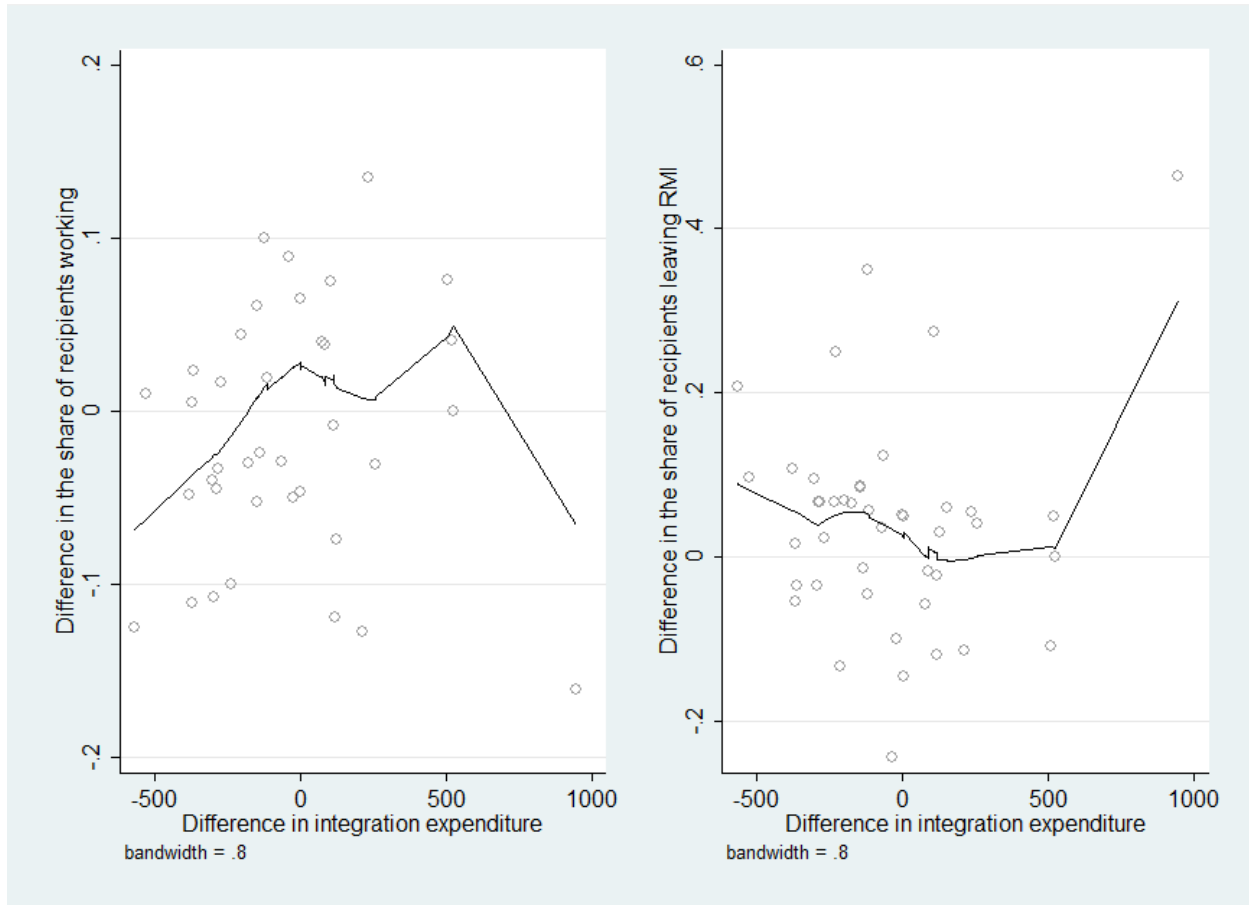 Difference in the share of recipients working
.2
.1
0
-.1
-.2
-500 0 500 1000
Difference in integration expenditure
bandwidth = .8
Difference in the share of recipients leaving RMI
.6
.4
.2
0
-.2
-500 0 500 1000
Difference in integration expenditure
bandwidth = .8